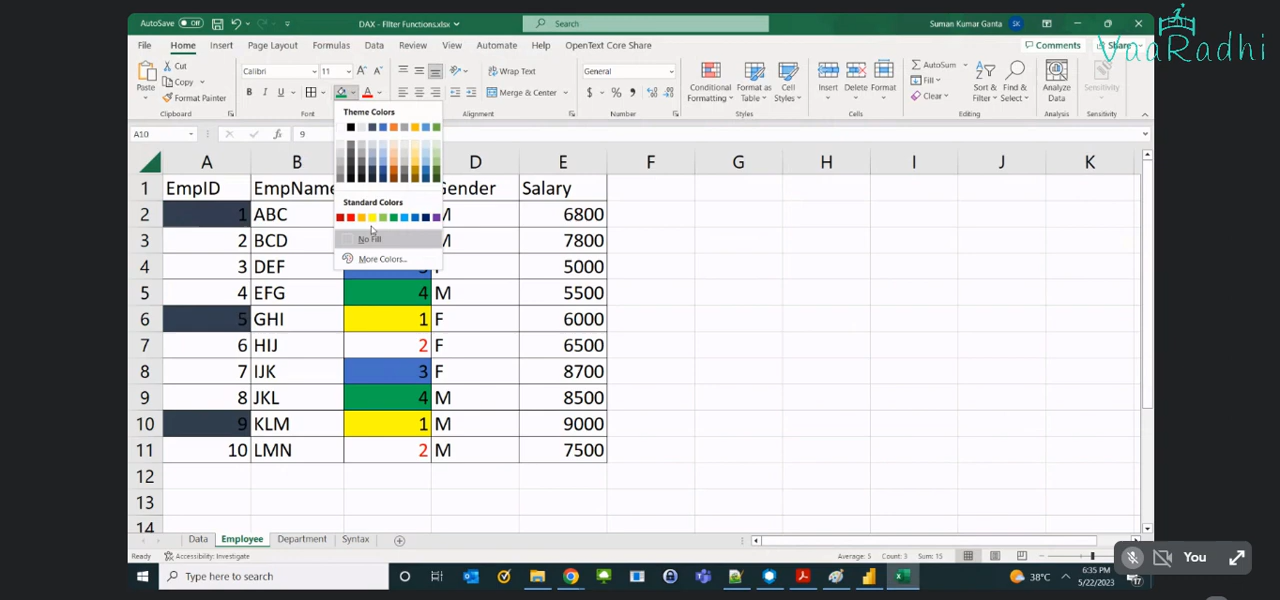 AutoSave Off
DAX - FIlter Functions.xlsx
Search
Suman Kumar Ganta
SK
VaaRadhi
File Home Insert Page Layout Formulas Data Review View Automate Help OpenText Core Share
Comments Share
Paste
Cut
Copy
Format Painter
Clipboard
Calibri 11
B I U
Font
Wrap Text
Merge & Center
Alignment
General
$ % 9
Number
Conditional Formatting
Format as Table
Cell Styles
Styles
Insert Delete Format
Cells
AutoSum
Fill
Clear
Sort & Filter
Find & Select
Editing
Analyze Data
Analysis
Sensitivity
Sensitivity
A10 fx 9
Theme Colors
Standard Colors
No Fill
More Colors...
A B D E F G H I J K
1 EmpID EmpName Gender Salary
2 1 ABC M 6800
3 2 BCD M 7800
4 3 DEF 5000
5 4 EFG 4 M 5500
6 5 GHI 1 F 6000
7 6 HIJ 2 F 6500
8 7 IJK 3 F 8700
9 8 JKL 4 M 8500
10 9 KLM 1 M 9000
11 10 LMN 2 M 7500
12
13
14
Data Employee Department Syntax
Ready Accessibility: Investigate Average: 5 Count: 3 Sum: 15
You
Type here to search
38°C
6:35 PM
5/22/2023
17